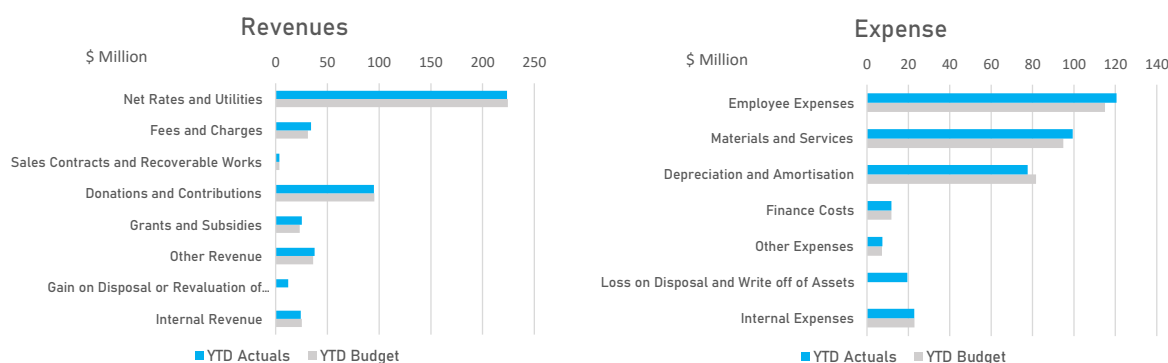 Revenues
$ Million
0 50 100 150 200 250
Net Rates and Utilities
Fees and Charges
Sales Contracts and Recoverable Works
Donations and Contributions
Grants and Subsidies
Other Revenue
Gain on Disposal or Revaluation of...
Internal Revenue
YTD Actuals YTD Budget
Expense
$ Million
0 20 40 60 80 100 120 140
Employee Expenses
Materials and Services
Depreciation and Amortisation
Finance Costs
Other Expenses
Loss on Disposal and Write off of Assets
Internal Expenses
YTD Actuals YTD Budget